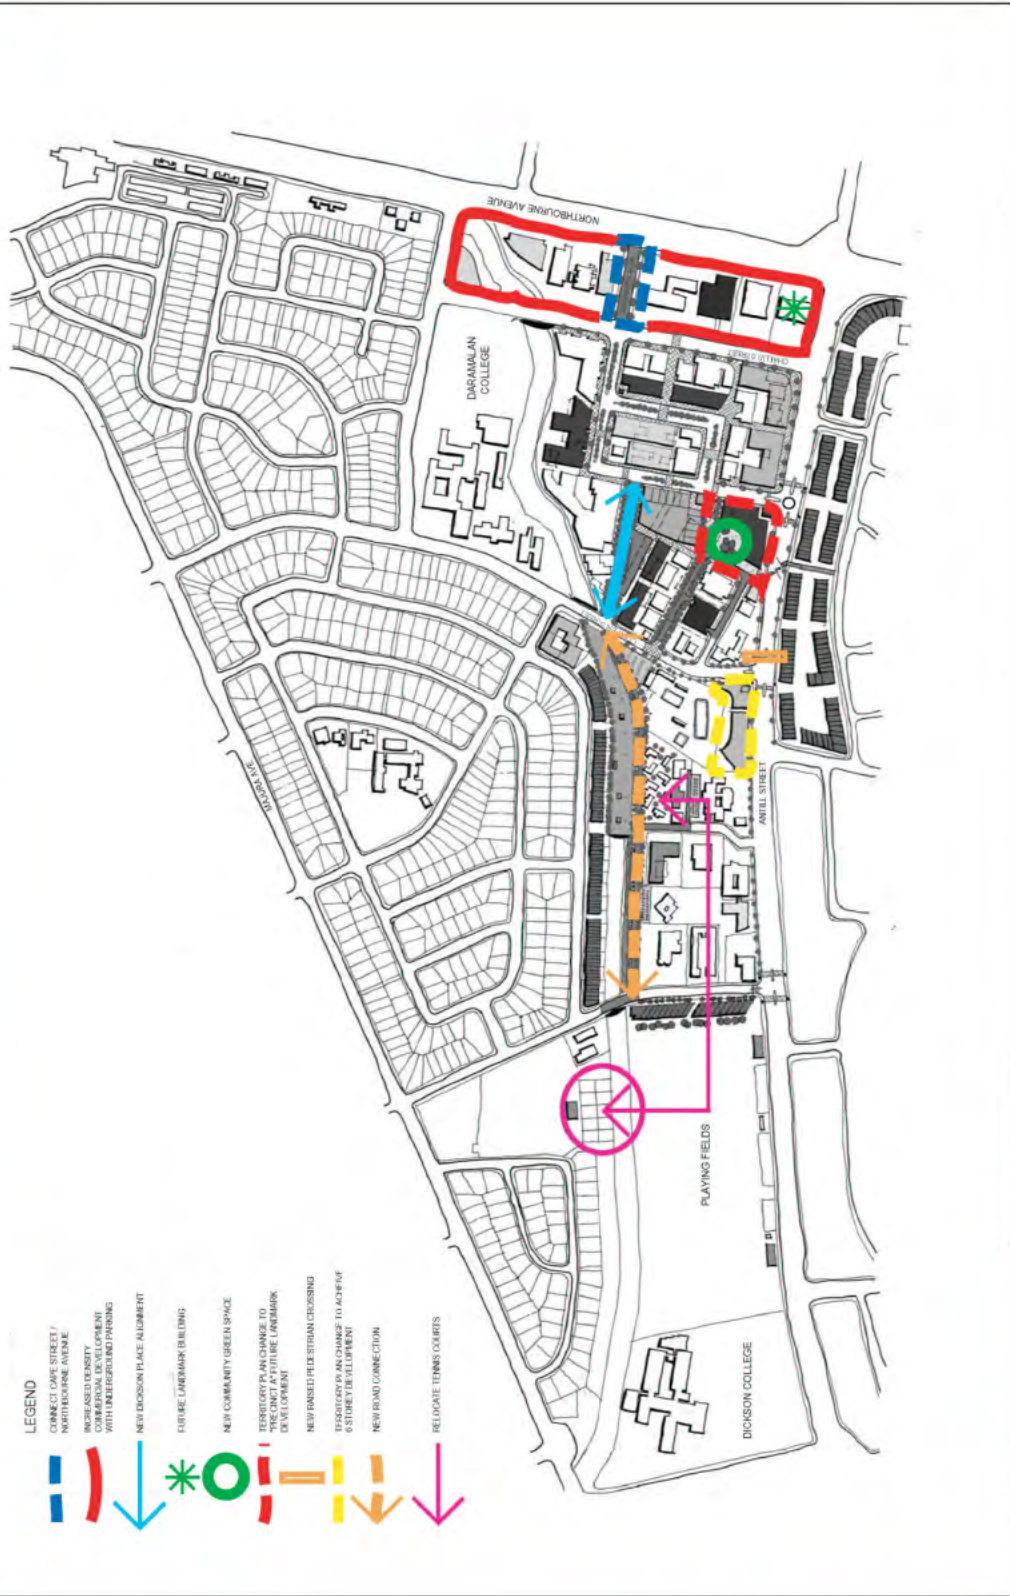 LEGEND
CONNECT CAPE STREET /
NORTHBOURNE AVENUE
INCREASED DENSITY
COMMERCIAL DEVELOPMENT
WITH UNDERGROUND PARKING
NEW DICKSON PLACE ALIGNMENT
FUTURE LANDMARK BUILDING
NEW COMMUNITY GREEN SPACE
TERRITORY PLAN CHANGE TO
"PRECINCT A" FUTURE LANDMARK
DEVELOPMENT
NEW RAISED PEDESTRIAN CROSSING
TERRITORY PLAN CHANGE TO ACHEIVE
6 STOREY DEVELOPMENT
NEW ROAD CONNECTION
RELOCATE TENNIS COURTS
NORTHBOURNE AVENUE
CHALLIS STREET
DARAMALAN
COLLEGE
MAJURA AVE
ANTILL STREET
PLAYING FIELDS
DICKSON COLLEGE